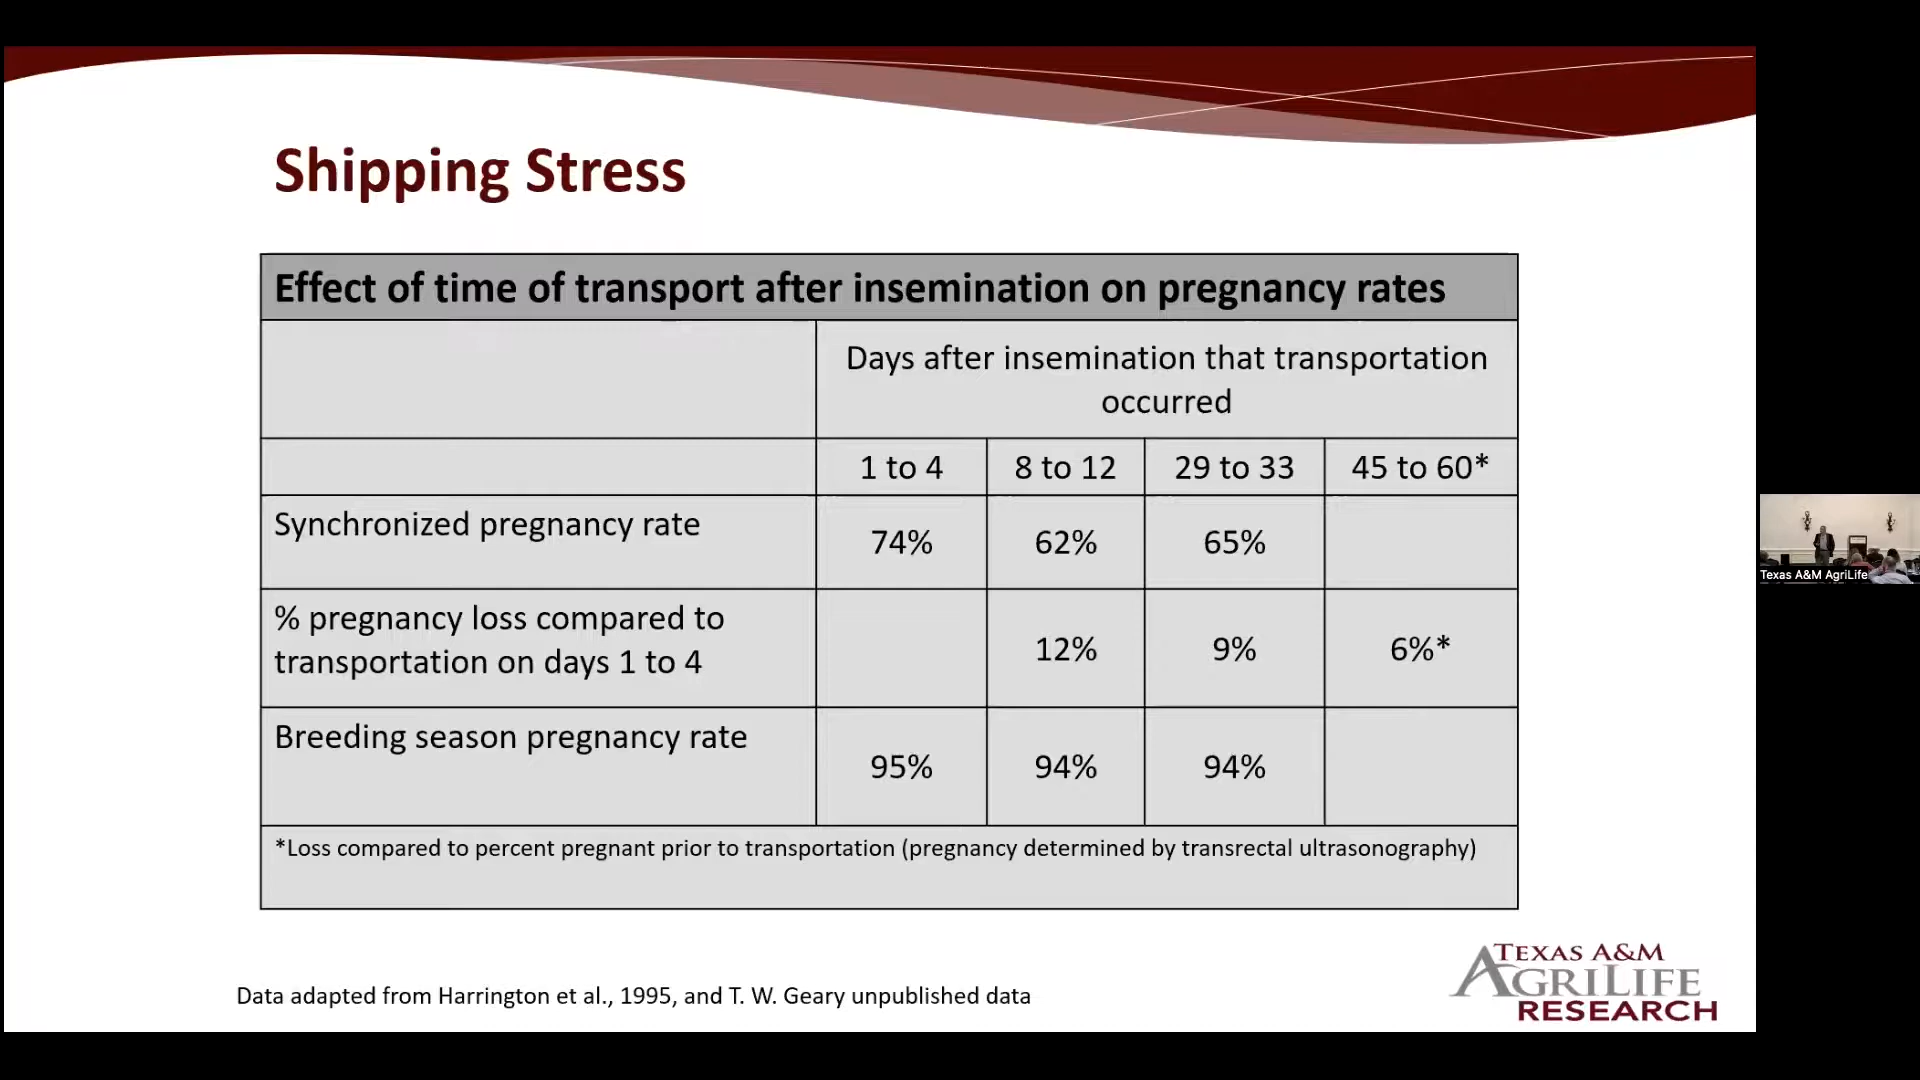 Shipping Stress
Effect of time of transport after insemination on pregnancy rates
Days after insemination that transportation
occurred
1 to 4 8 to 12 29 to 33 45 to 60*
Synchronized pregnancy rate 74% 62% 65%
% pregnancy loss compared to
transportation on days 1 to 4 12% 9% 6%*
Breeding season pregnancy rate 95% 94% 94%
*Loss compared to percent pregnant prior to transportation (pregnancy determined by transrectal ultrasonography)
Data adapted from Harrington et al., 1995, and T. W. Geary unpublished data
TEXAS A&M
AGRILIFE
RESEARCH
Texas A&M AgriLife